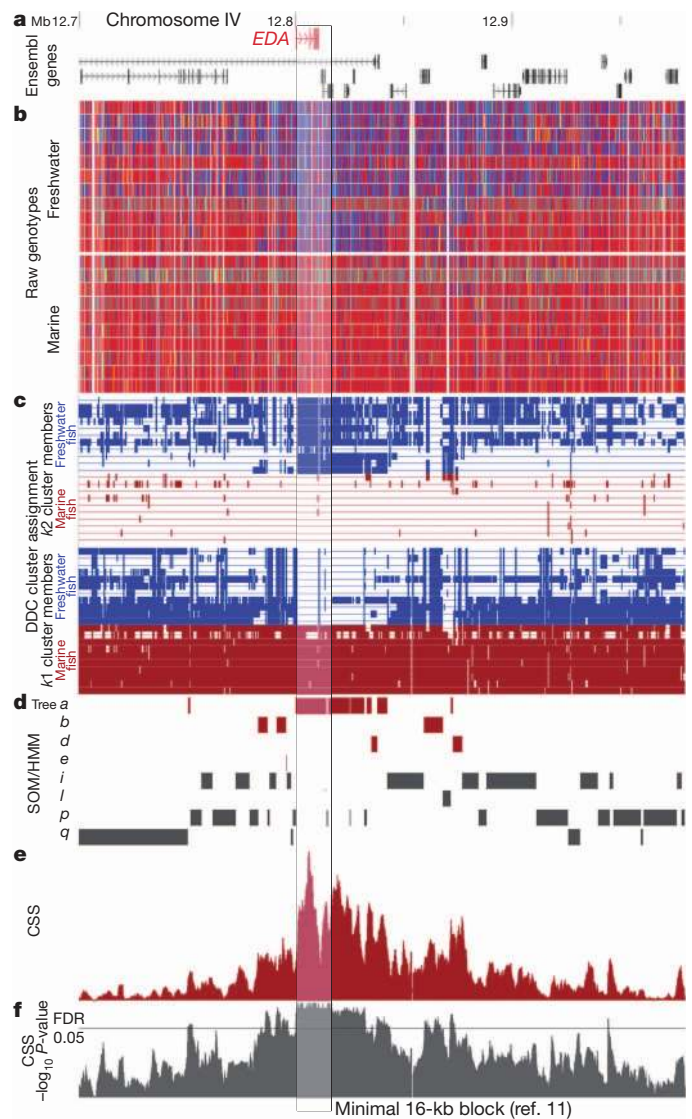 a
Mb 12.7
Chromosome IV
12.8
12.9
EDA
Ensembl
genes
b
Raw genotypes
Freshwater
Marine
c
DDC cluster assignment
k2 cluster members
Freshwater
fish
Marine
fish
k1 cluster members
Freshwater
fish
Marine
fish
d
SOM/HMM
Tree a
b
d
e
i
l
p
q
e
CSS
f
FDR
0.05
CSS
−log10 P-value
Minimal 16-kb block (ref. 11)